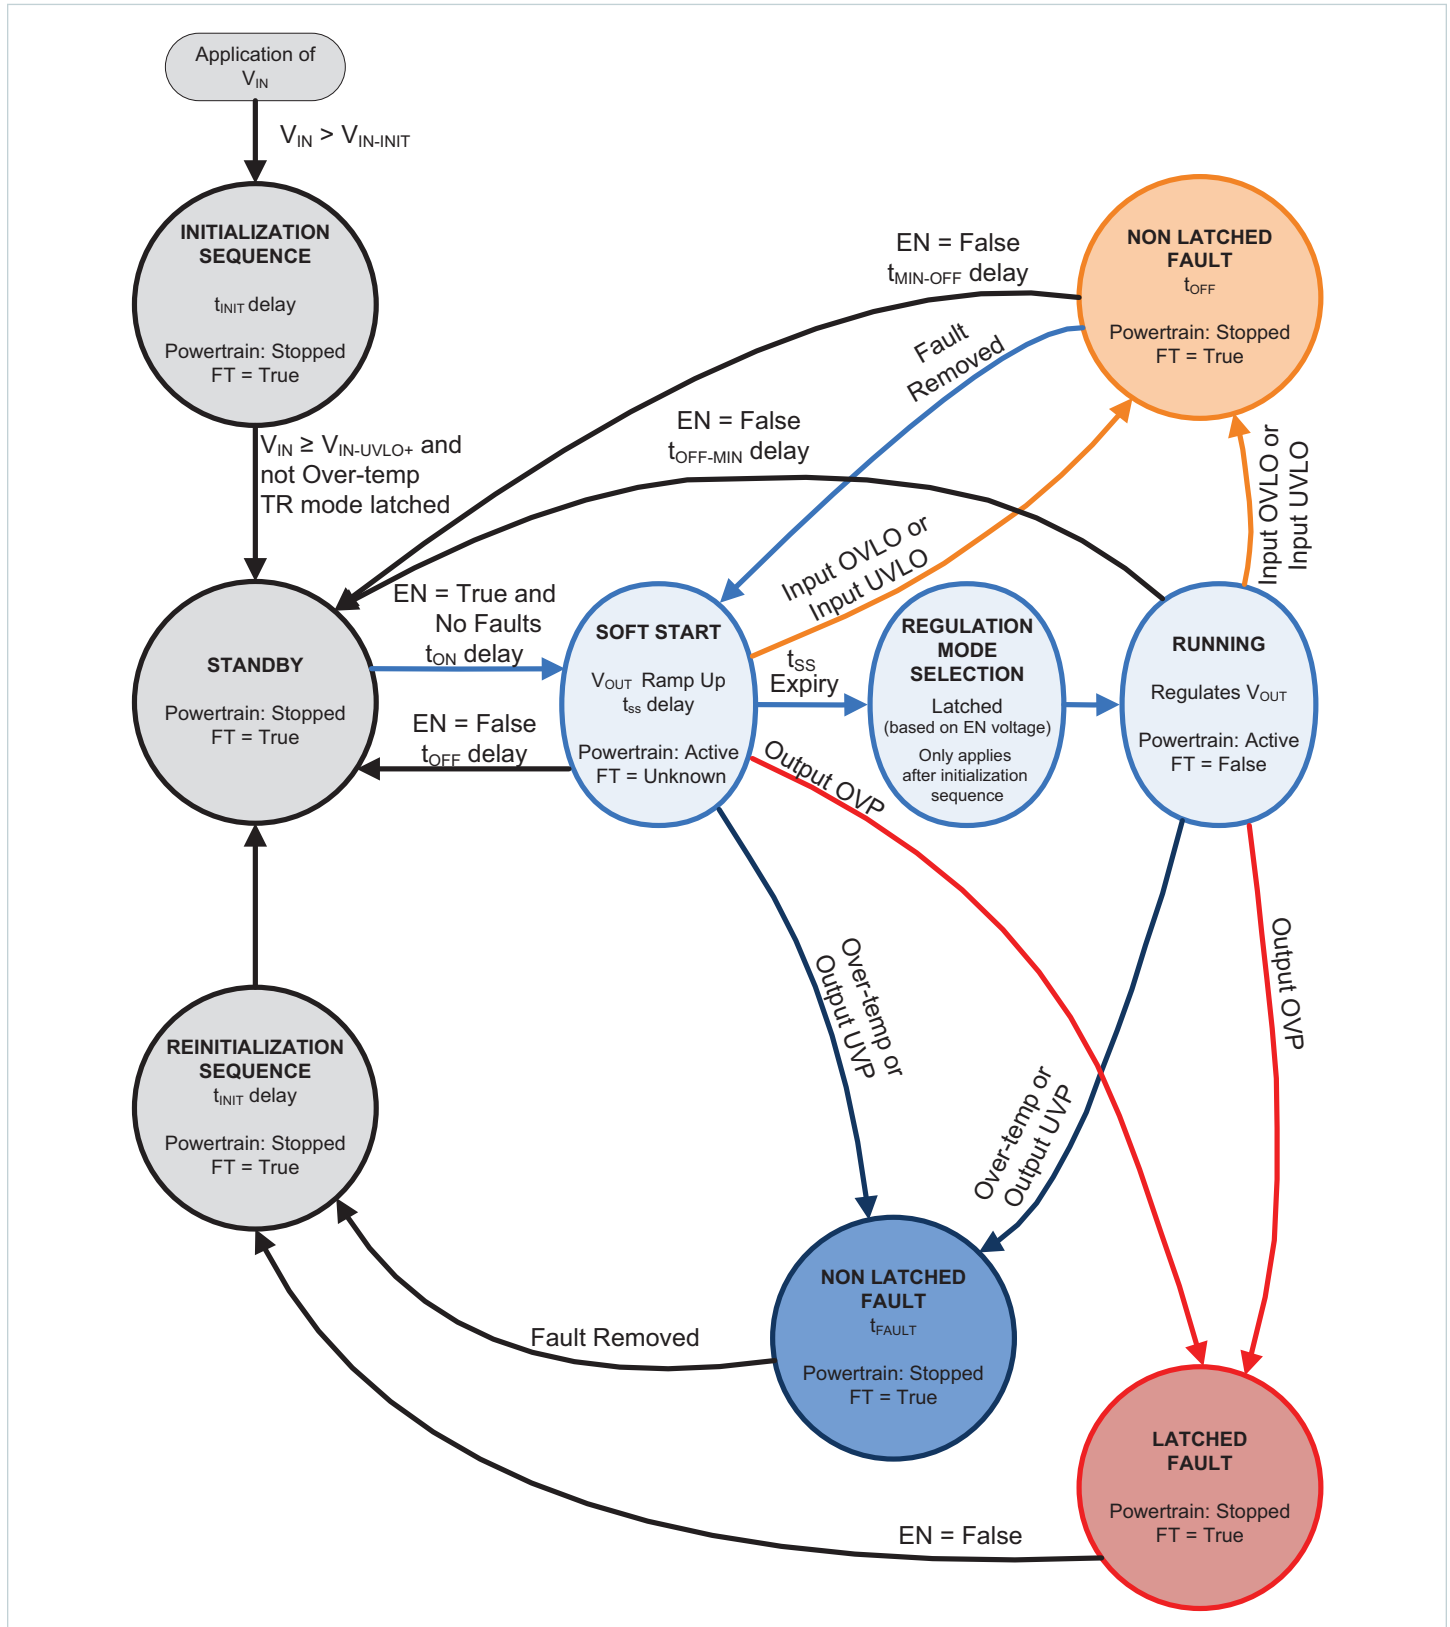 Application of
VIN
VIN > VIN-INIT
INITIALIZATION
SEQUENCE
tINIT delay
Powertrain: Stopped
FT = True
VIN ≥ VIN-UVLO+ and
not Over-temp
TR mode latched
EN = False
tMIN-OFF delay
NON LATCHED
FAULT
tOFF
Powertrain: Stopped
FT = True
Fault
Removed
EN = False
tOFF-MIN delay
Input OVLO or
Input UVLO
Input OVLO or
Input UVLO
STANDBY
Powertrain: Stopped
FT = True
EN = True and
No Faults
tON delay
EN = False
tOFF delay
SOFT START
VOUT Ramp Up
tss delay
Powertrain: Active
FT = Unknown
tSS
Expiry
REGULATION
MODE
SELECTION
Latched
(based on EN voltage)
Only applies
after initialization
sequence
RUNNING
Regulates VOUT
Powertrain: Active
FT = False
Output OVP
Over-temp or
Output UVP
Output OVP
Over-temp or
Output UVP
REINITIALIZATION
SEQUENCE
tINIT delay
Powertrain: Stopped
FT = True
Fault Removed
NON LATCHED
FAULT
tFAULT
Powertrain: Stopped
FT = True
EN = False
LATCHED
FAULT
Powertrain: Stopped
FT = True